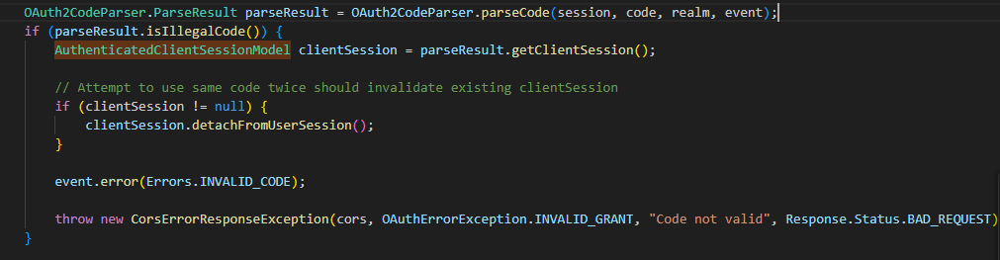 OAuth2CodeParser.ParseResult parseResult = OAuth2CodeParser.parseCode(session, code, realm, event);
if (parseResult.isIllegalCode()) {
AuthenticatedClientSessionModel clientSession = parseResult.getClientSession();
// Attempt to use same code twice should invalidate existing clientSession
if (clientSession != null) {
clientSession.detachFromUserSession();
}
event.error(Errors.INVALID_CODE);
throw new CorsErrorResponseException(cors, OAuthErrorException.INVALID_GRANT, "Code not valid", Response.Status.BAD_REQUEST)
}